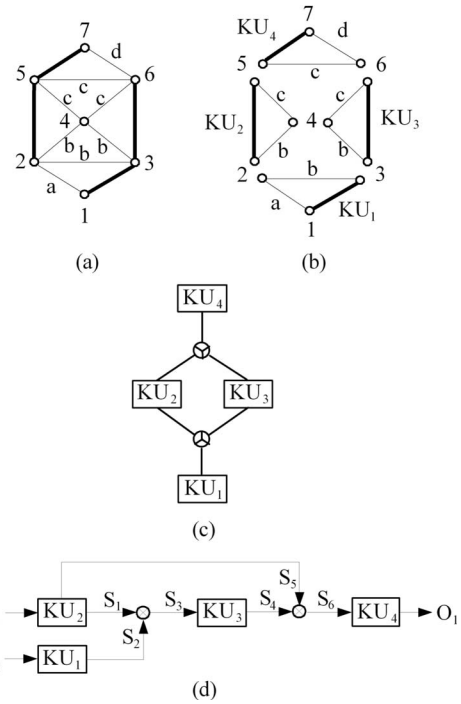 7
d
5
c
6
c
c
4
2
b
b
b
3
a
1
(a)
7
KU₄
d
5
c
6
c
c
KU₂
4
KU₃
b
b
2
b
3
a
KU₁
1
(b)
KU₄
KU₂
KU₃
KU₁
(c)
S₅
KU₂
S₁
S₃
KU₃
S₄
S₆
KU₄
O₁
S₂
KU₁
(d)